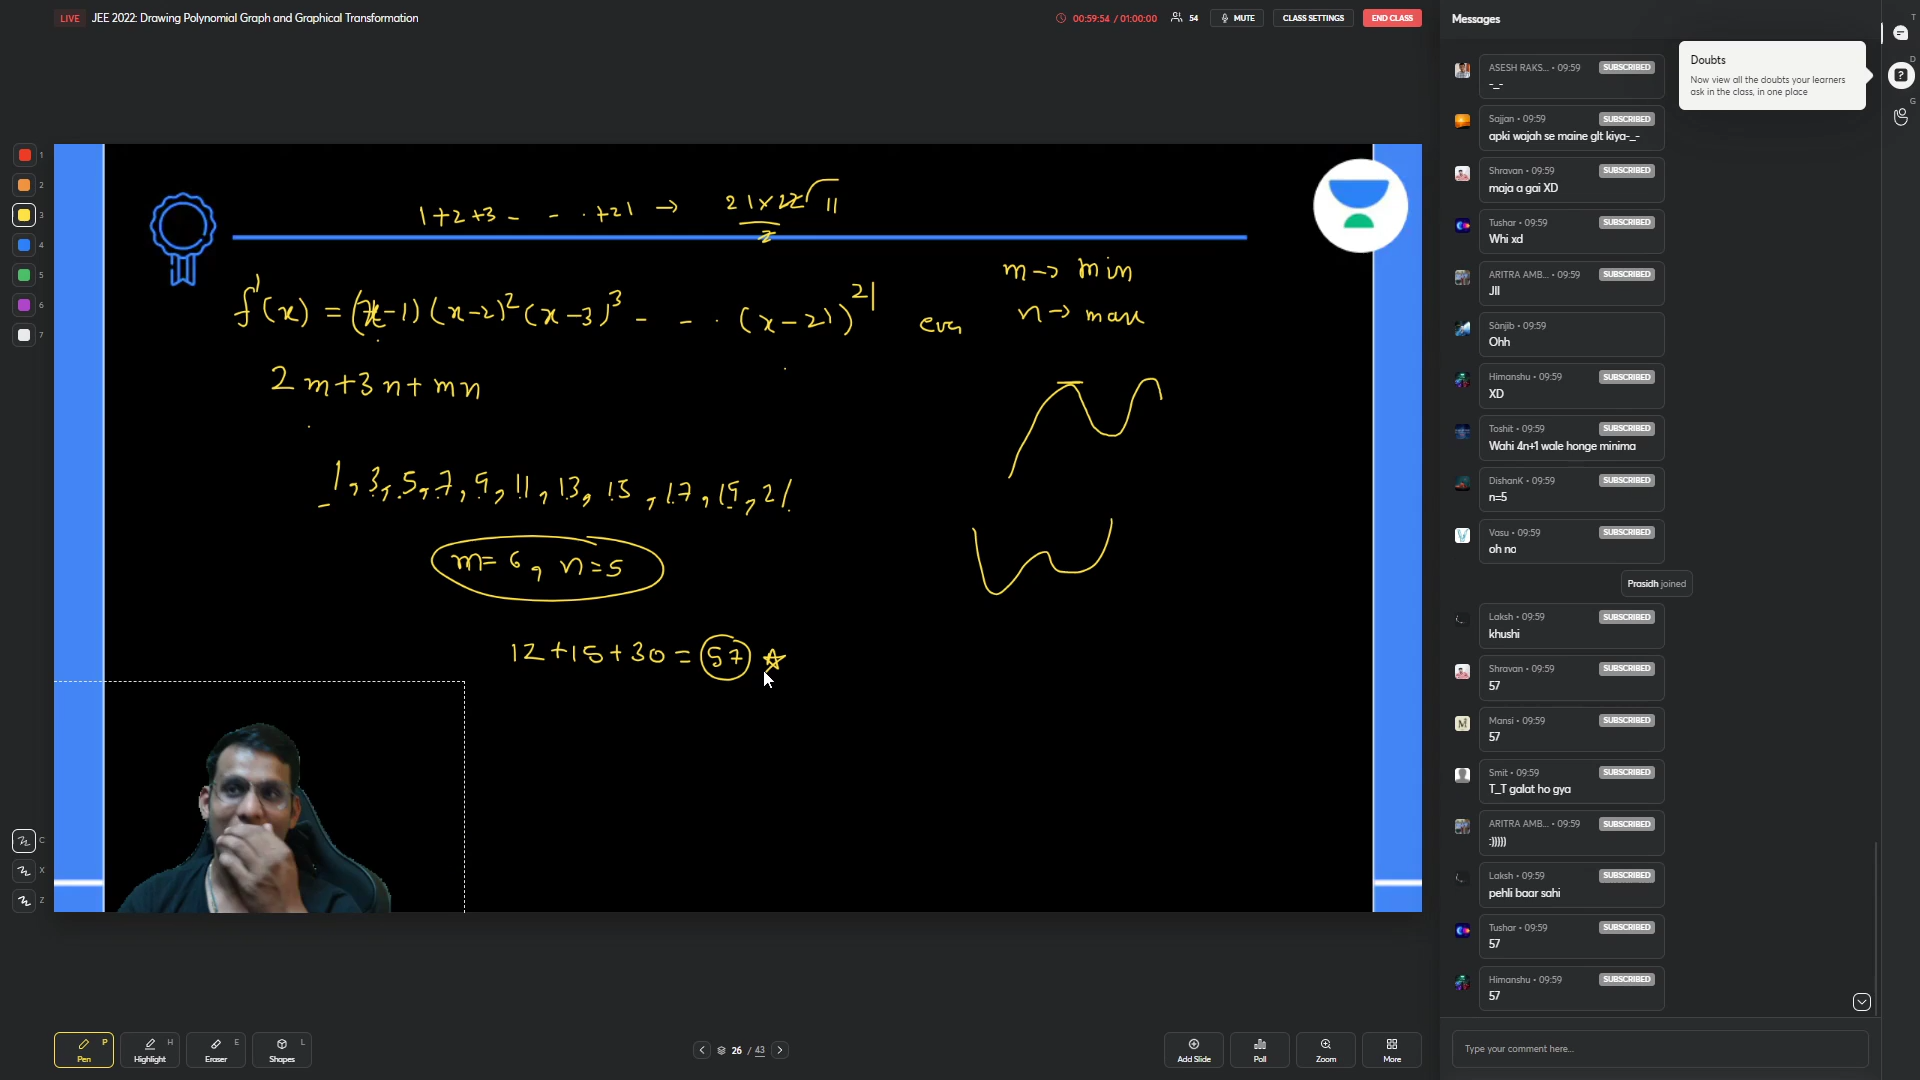 LIVE JEE 2022: Drawing Polynomial Graph and Graphical Transformation
00:59:54 / 01:00:00 54 MUTE CLASS SETTINGS END CLASS
1
2
3
4
5
6
7
1+2+3- - . .+21 → 21×22/2 11
f'(x) = (x-1)(x-2)²(x-3)³ - - . . (x-21)²¹ even
m → min
n → max
2m+3n+mn
1, 3, 5, 7, 9, 11, 13, 15, 17, 19, 21
m=6, n=5
12+15+30 = 57
C
X
Z
Pen P
Highlight H
Eraser E
Shapes L
26 / 43
Add Slide
Poll
Zoom
More
Messages
ASESH RAKS... • 09:59 SUBSCRIBED
-_-
Sajjan • 09:59 SUBSCRIBED
apki wajah se maine glt kiya-_-
Shravan • 09:59 SUBSCRIBED
maja a gai XD
Tushar • 09:59 SUBSCRIBED
Whi xd
ARITRA AMB... • 09:59 SUBSCRIBED
JII
Sanjib • 09:59
Ohh
Himanshu • 09:59 SUBSCRIBED
XD
Toshit • 09:59 SUBSCRIBED
Wahi 4n+1 wale honge minima
DishanK • 09:59 SUBSCRIBED
n=5
Vasu • 09:59 SUBSCRIBED
oh no
Prasidh joined
Laksh • 09:59 SUBSCRIBED
khushi
Shravan • 09:59 SUBSCRIBED
57
Mansi • 09:59 SUBSCRIBED
57
Smit • 09:59 SUBSCRIBED
T_T galat ho gya
ARITRA AMB... • 09:59 SUBSCRIBED
:)))))
Laksh • 09:59 SUBSCRIBED
pehli baar sahi
Tushar • 09:59 SUBSCRIBED
57
Himanshu • 09:59 SUBSCRIBED
57
Type your comment here...
Doubts
Now view all the doubts your learners
ask in the class, in one place
T
D
G